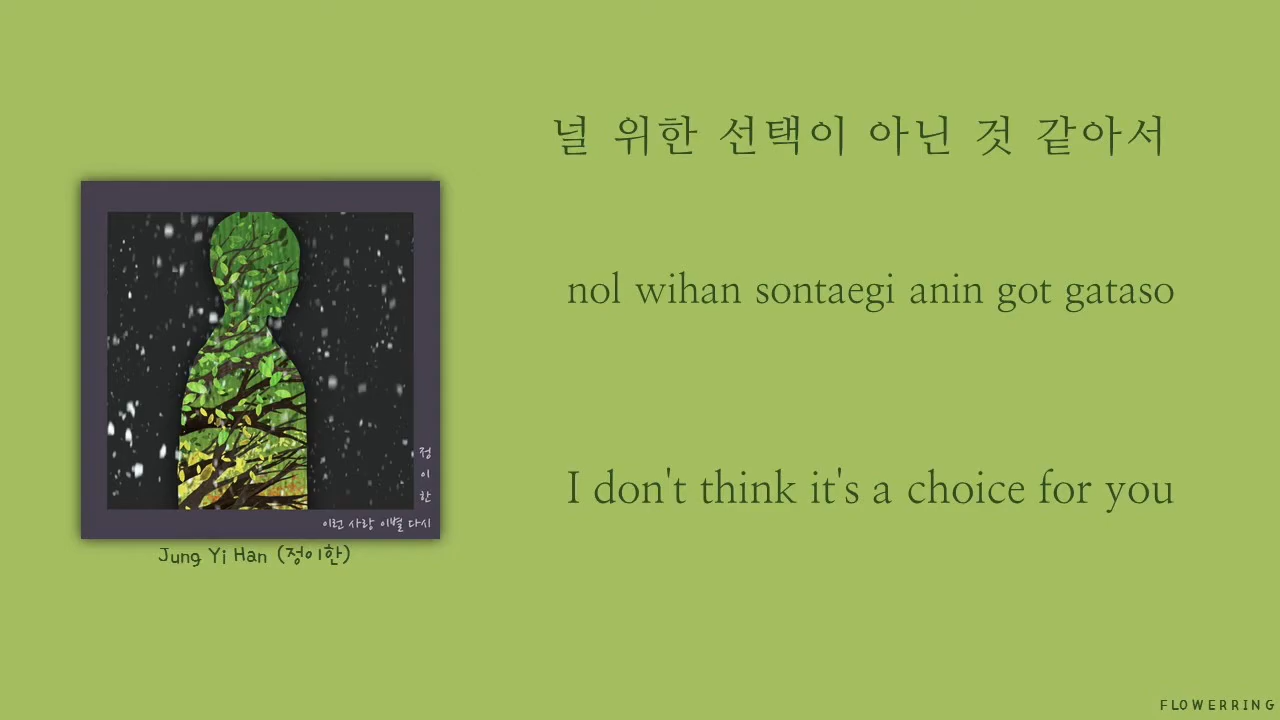 널 위한 선택이 아닌 것 같아서
nol wihan sontaegi anin got gataso
I don't think it's a choice for you
정
이
한
이런 사랑 이별 다시
Jung Yi Han (정이한)
FLOWERRING